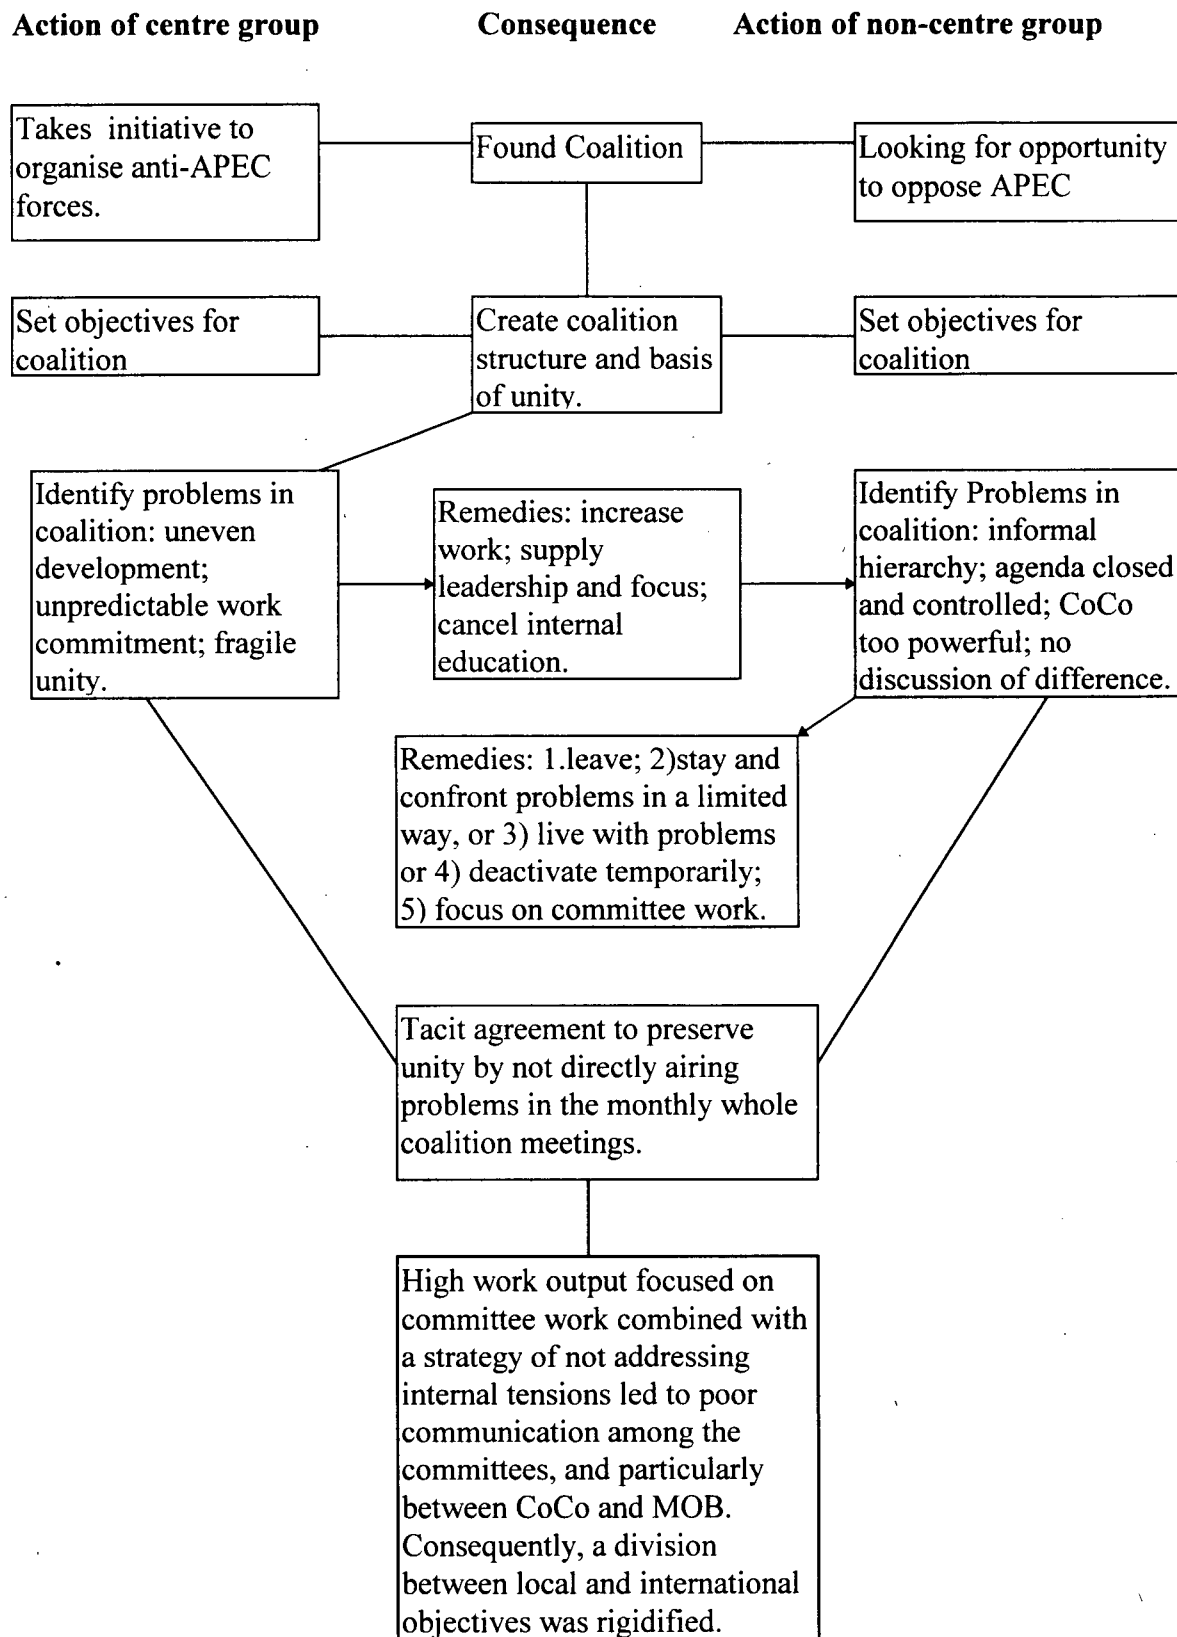 Action of centre group
Consequence
Action of non-centre group
Takes initiative to
organise anti-APEC
forces.
Found Coalition
Looking for opportunity
to oppose APEC
Set objectives for
coalition
Create coalition
structure and basis
of unity.
Set objectives for
coalition
Identify problems in
coalition: uneven
development;
unpredictable work
commitment; fragile
unity.
Remedies: increase
work; supply
leadership and focus;
cancel internal
education.
Identify Problems in
coalition: informal
hierarchy; agenda closed
and controlled; CoCo
too powerful; no
discussion of difference.
Remedies: 1.leave; 2)stay and
confront problems in a limited
way, or 3) live with problems
or 4) deactivate temporarily;
5) focus on committee work.
Tacit agreement to preserve
unity by not directly airing
problems in the monthly whole
coalition meetings.
High work output focused on
committee work combined with
a strategy of not addressing
internal tensions led to poor
communication among the
committees, and particularly
between CoCo and MOB.
Consequently, a division
between local and international
objectives was rigidified.